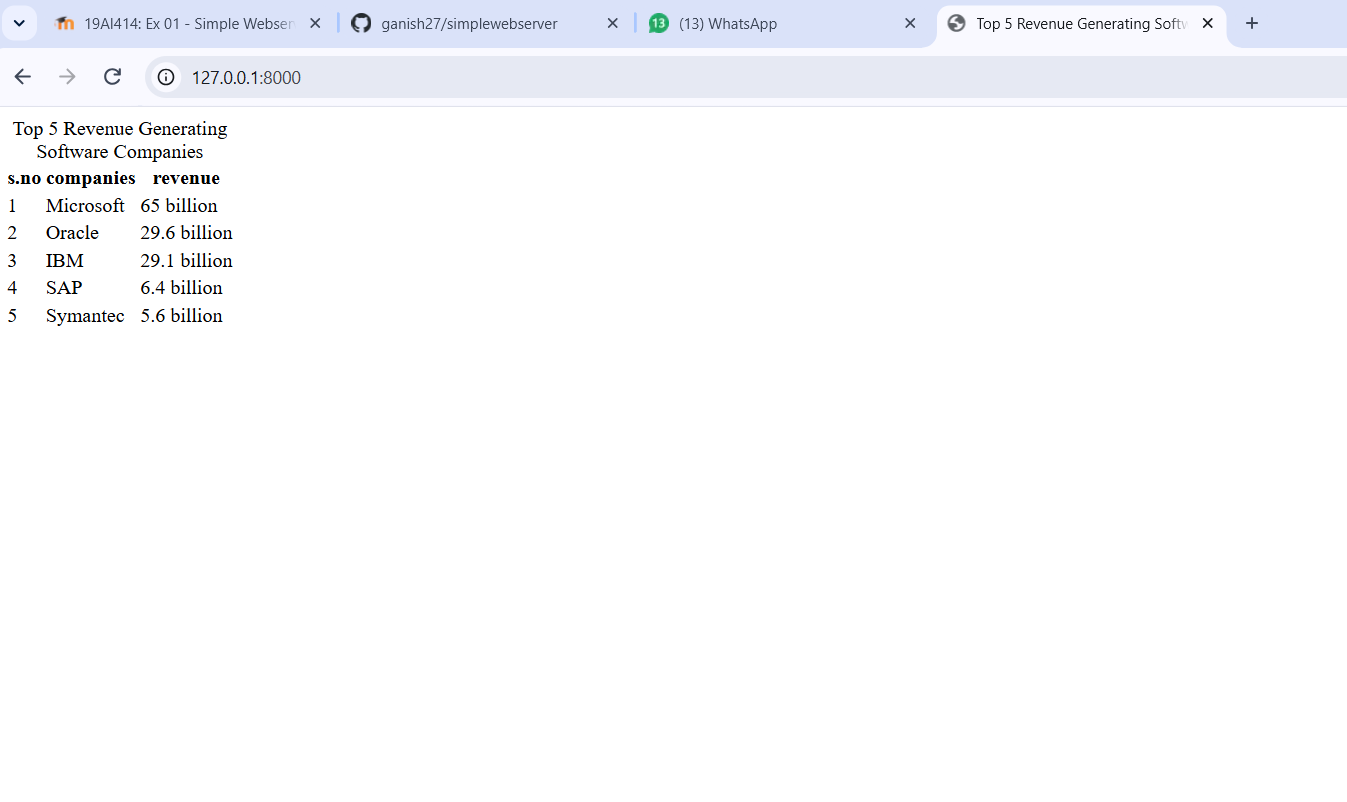 19AI414: Ex 01 - Simple Webser
ganish27/simplewebserver
13 (13) WhatsApp
Top 5 Revenue Generating Softw
127.0.0.1:8000
Top 5 Revenue Generating
Software Companies
s.no companies revenue
1 Microsoft 65 billion
2 Oracle 29.6 billion
3 IBM 29.1 billion
4 SAP 6.4 billion
5 Symantec 5.6 billion